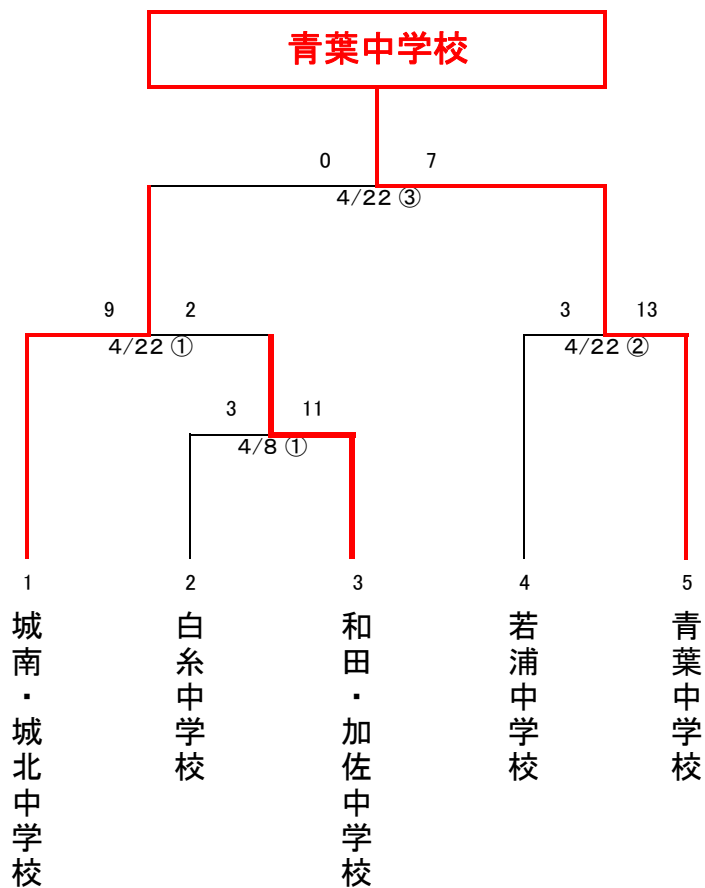 青葉中学校
0 7
4/22 ③
9 2
3 13
4/22 ①
4/22 ②
3 11
4/8 ①
1 2 3 4 5
城南・城北中学校
白糸中学校
和田・加佐中学校
若浦中学校
青葉中学校